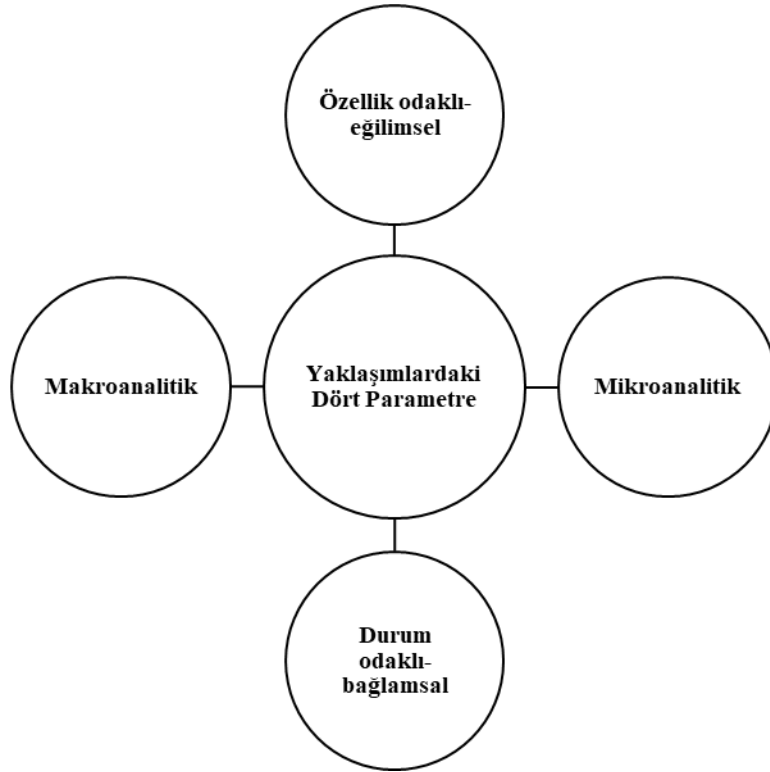 Özellik odaklı-
eğilimsel
Makroanalitik
Yaklaşımlardaki
Dört Parametre
Mikroanalitik
Durum
odaklı-
bağlamsal